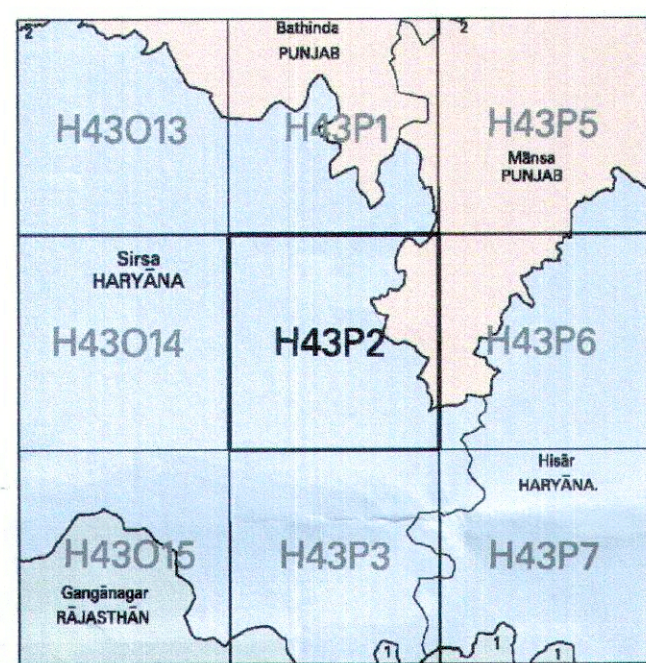 2
Bathinda
PUNJAB
2
H43O13
H43P1
H43P5
Mānsa
PUNJAB
Sirsa
HARYĀNA
H43O14
H43P2
H43P6
Hisār
HARYĀNA.
H43O15
H43P3
H43P7
Gangānagar
RĀJASTHĀN
1
1
1